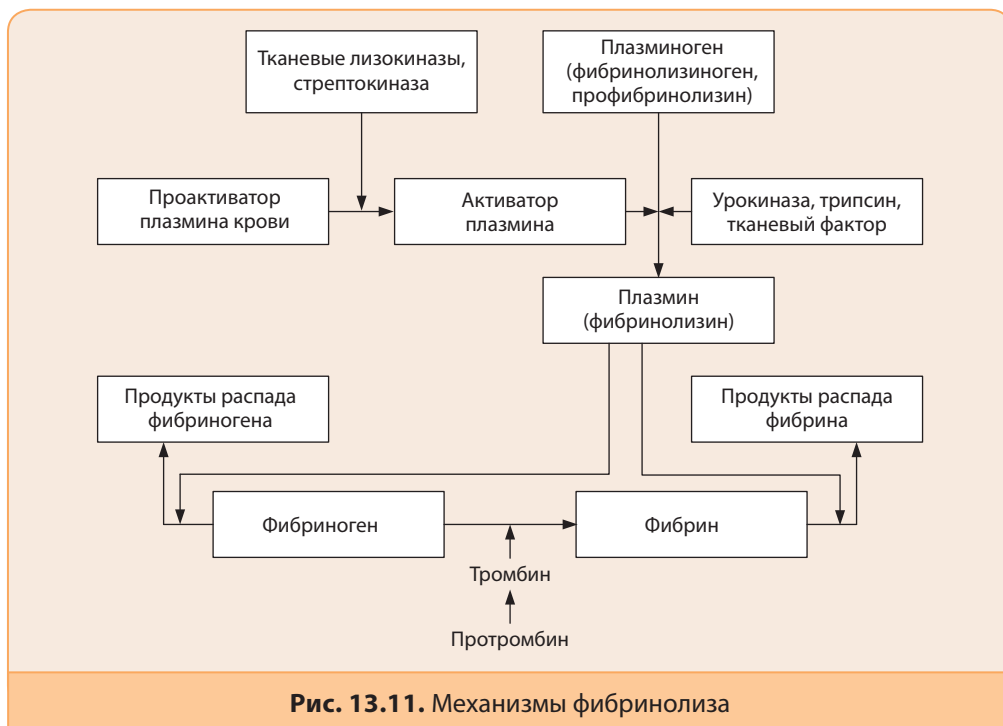 Тканевые лизокиназы,
стрептокиназа
Плазминоген
(фибринолизиноген,
профибринолизин)
Проактиватор
плазмина крови
Активатор
плазмина
Урокиназа, трипсин,
тканевый фактор
Плазмин
(фибринолизин)
Продукты распада
фибриногена
Продукты распада
фибрина
Фибриноген
Фибрин
Тромбин
Протромбин
Рис. 13.11. Механизмы фибринолиза